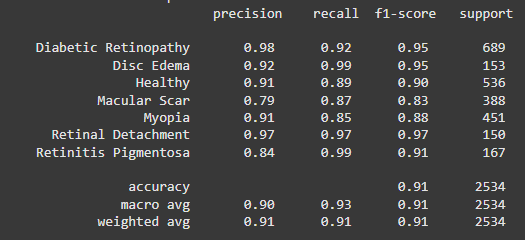 precision recall f1-score support
Diabetic Retinopathy 0.98 0.92 0.95 689
Disc Edema 0.92 0.99 0.95 153
Healthy 0.91 0.89 0.90 536
Macular Scar 0.79 0.87 0.83 388
Myopia 0.91 0.85 0.88 451
Retinal Detachment 0.97 0.97 0.97 150
Retinitis Pigmentosa 0.84 0.99 0.91 167
accuracy 0.91 2534
macro avg 0.90 0.93 0.91 2534
weighted avg 0.91 0.91 0.91 2534